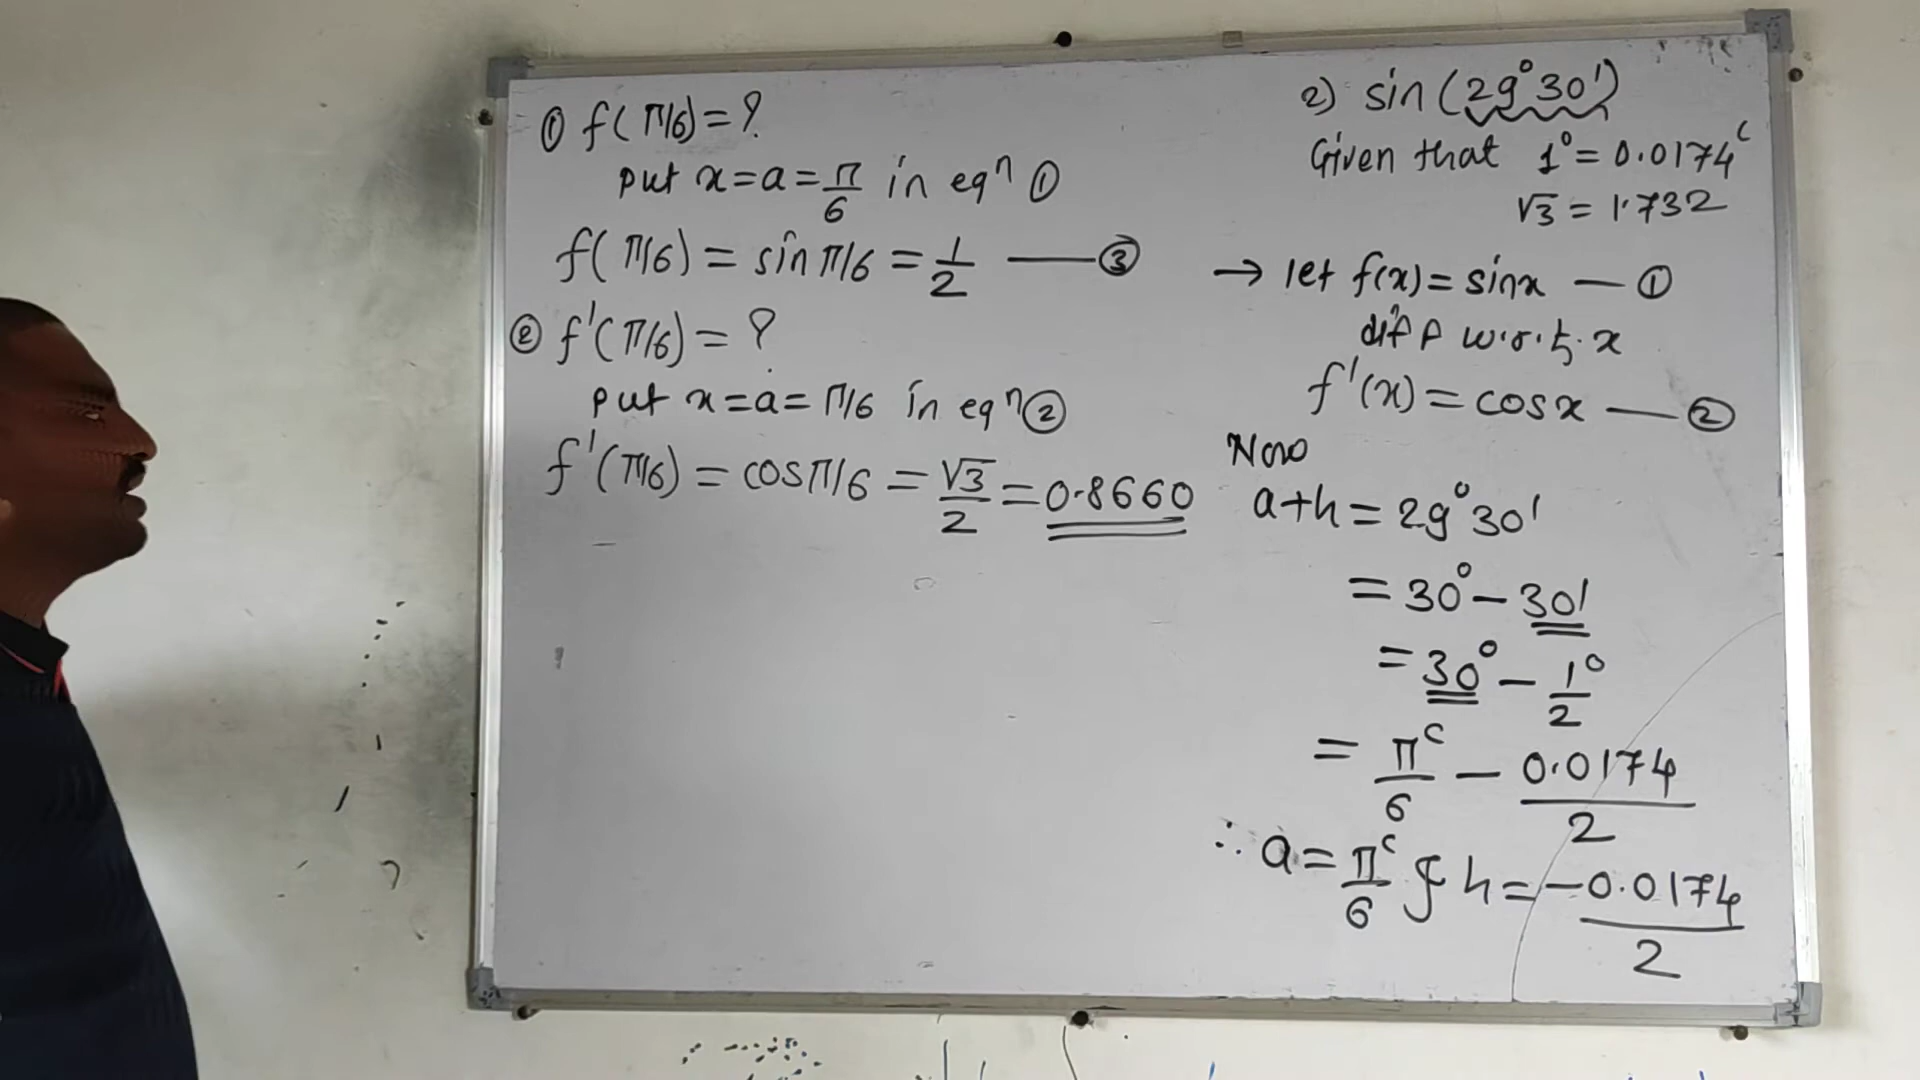 2) sin (29°30')
Given that 1° = 0.0174ᶜ
√3 = 1.732
→ let f(x) = sinx — ①
diff w.r.t. x
f'(x) = cosx — ②
Now
a+h = 29°30'
= 30° − 30'
= 30° − 1/2°
= πᶜ/6 − 0.0174/2
∴ a = πᶜ/6 & h = −0.0174/2
① f(π/6) = ?
put x = a = π/6 in eqⁿ ①
f(π/6) = sin π/6 = 1/2 — ③
② f'(π/6) = ?
put x = a = π/6 in eqⁿ ②
f'(π/6) = cos π/6 = √3/2 = 0.8660